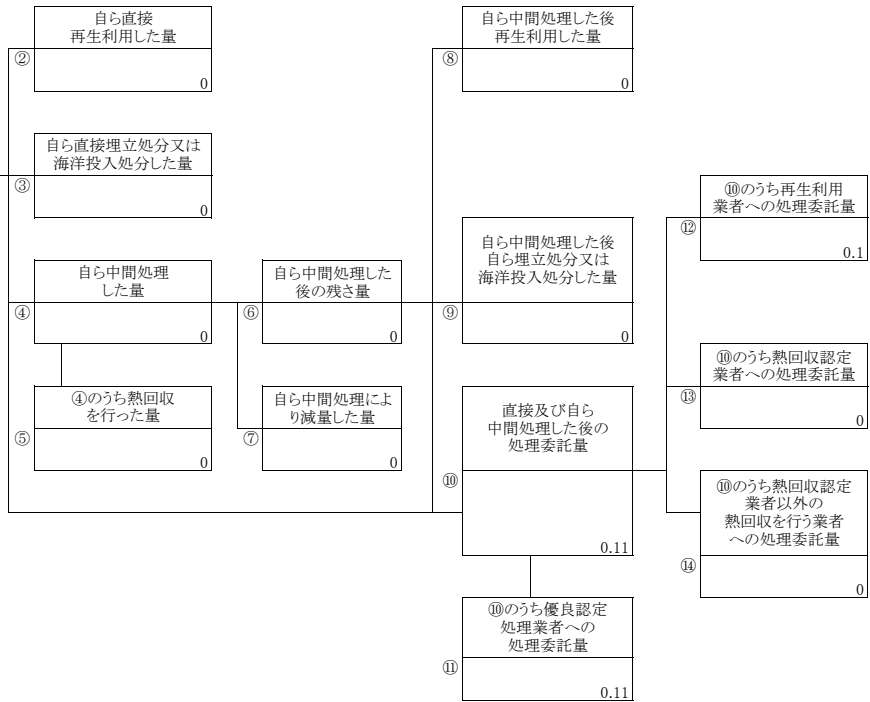 自ら直接
再生利用した量
②
0
自ら直接埋立処分又は
海洋投入処分した量
③
0
自ら中間処理
した量
④
0
④のうち熱回収
を行った量
⑤
0
自ら中間処理した
後の残さ量
⑥
0
自ら中間処理によ
り減量した量
⑦
0
自ら中間処理した後
再生利用した量
⑧
0
自ら中間処理した後
自ら埋立処分又は
海洋投入処分した量
⑨
0
直接及び自ら
中間処理した後の
処理委託量
⑩
0.11
⑩のうち優良認定
処理業者への
処理委託量
⑪
0.11
⑩のうち再生利用
業者への処理委託量
⑫
0.1
⑩のうち熱回収認定
業者への処理委託量
⑬
0
⑩のうち熱回収認定
業者以外の
熱回収を行う業者
への処理委託量
⑭
0